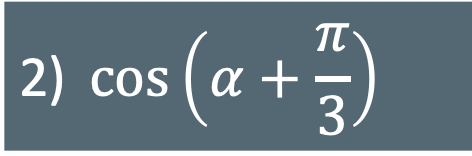 2) cos(α + π/3)